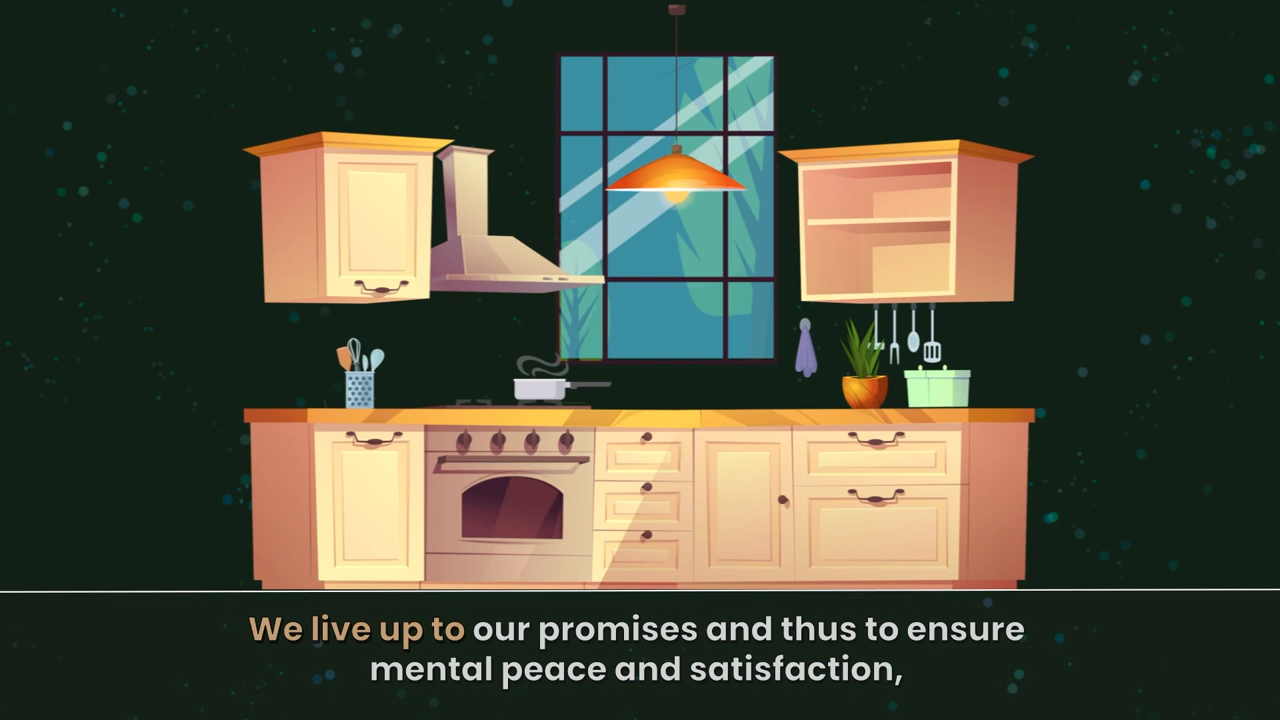 We live up to our promises and thus to ensure
mental peace and satisfaction,